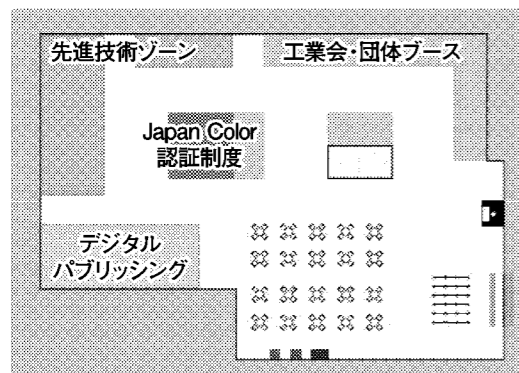 先進技術ゾーン
工業会・団体ブース
Japan Color
認証制度
デジタル
パブリッシング